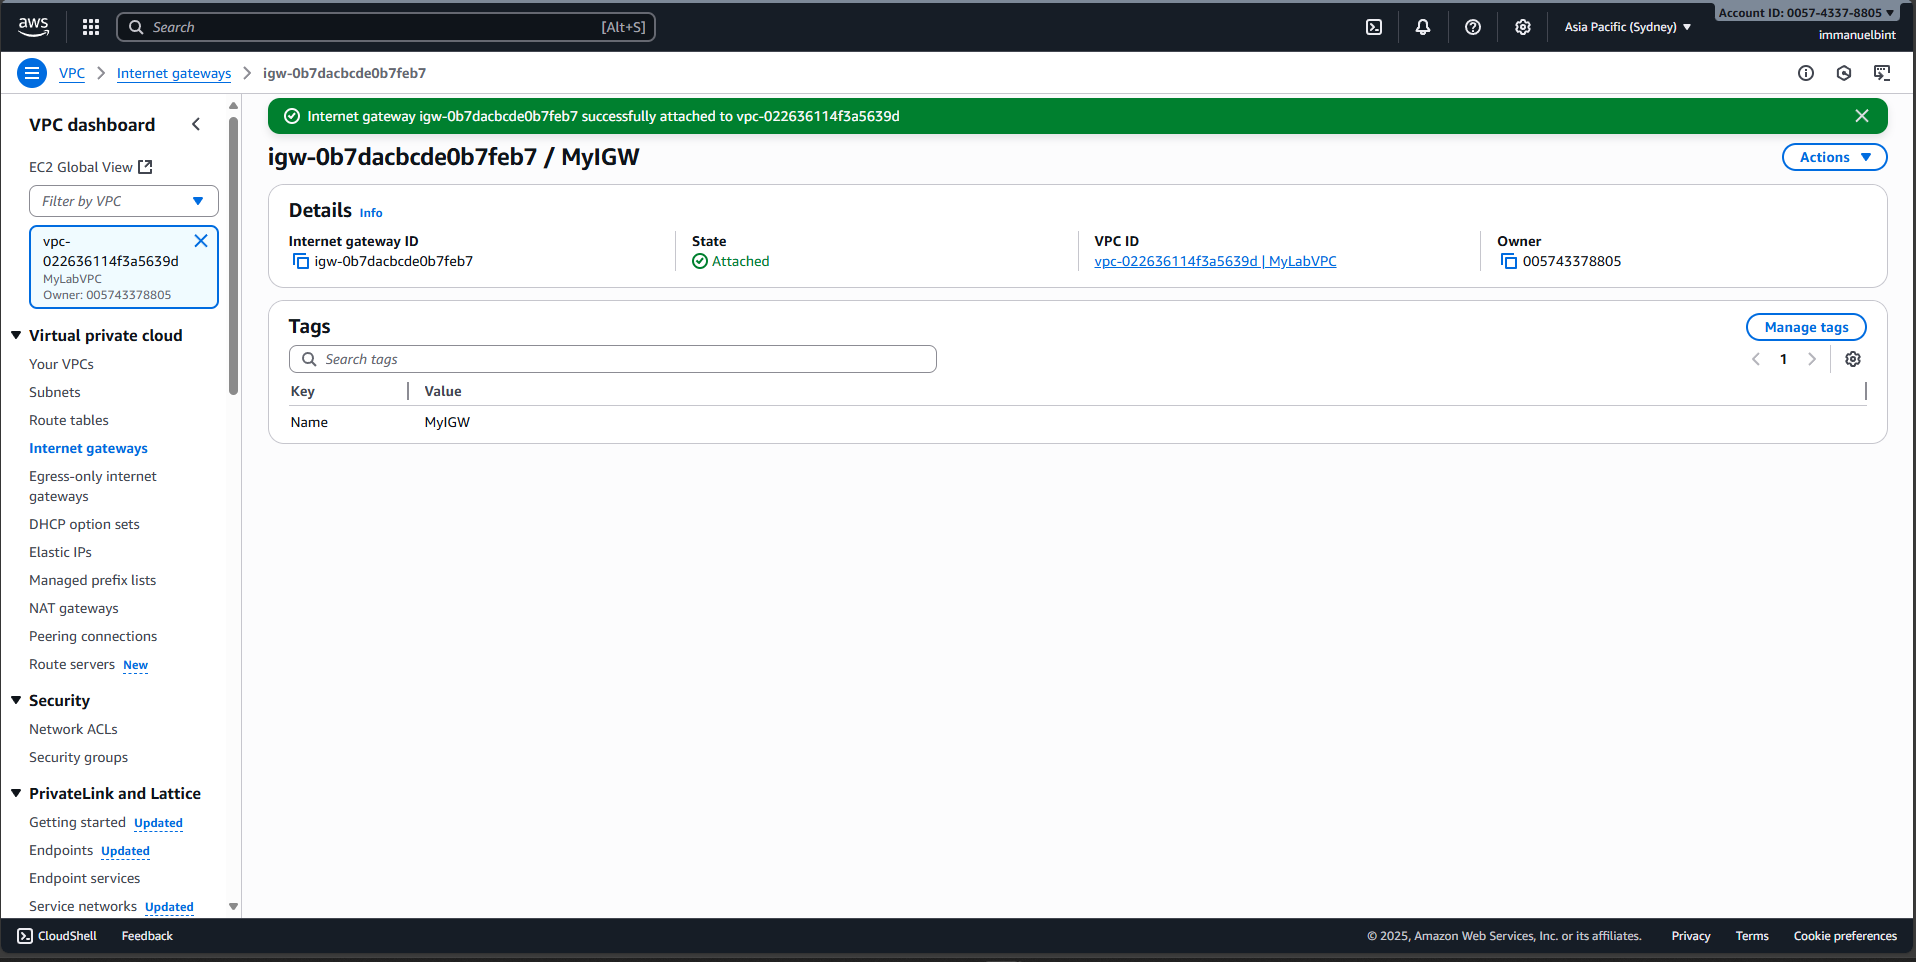 aws
Search [Alt+S]
Asia Pacific (Sydney)
Account ID: 0057-4337-8805
immanuelbint
VPC
Internet gateways
igw-0b7dacbcde0b7feb7
VPC dashboard
EC2 Global View
Filter by VPC
vpc-
022636114f3a5639d
MyLabVPC
Owner: 005743378805
Virtual private cloud
Your VPCs
Subnets
Route tables
Internet gateways
Egress-only internet
gateways
DHCP option sets
Elastic IPs
Managed prefix lists
NAT gateways
Peering connections
Route servers New
Security
Network ACLs
Security groups
PrivateLink and Lattice
Getting started Updated
Endpoints Updated
Endpoint services
Service networks Updated
Internet gateway igw-0b7dacbcde0b7feb7 successfully attached to vpc-022636114f3a5639d
igw-0b7dacbcde0b7feb7 / MyIGW
Actions
Details Info
Internet gateway ID
igw-0b7dacbcde0b7feb7
State
Attached
VPC ID
vpc-022636114f3a5639d | MyLabVPC
Owner
005743378805
Tags
Manage tags
Search tags
1
Key Value
Name MyIGW
CloudShell Feedback
© 2025, Amazon Web Services, Inc. or its affiliates. Privacy Terms Cookie preferences